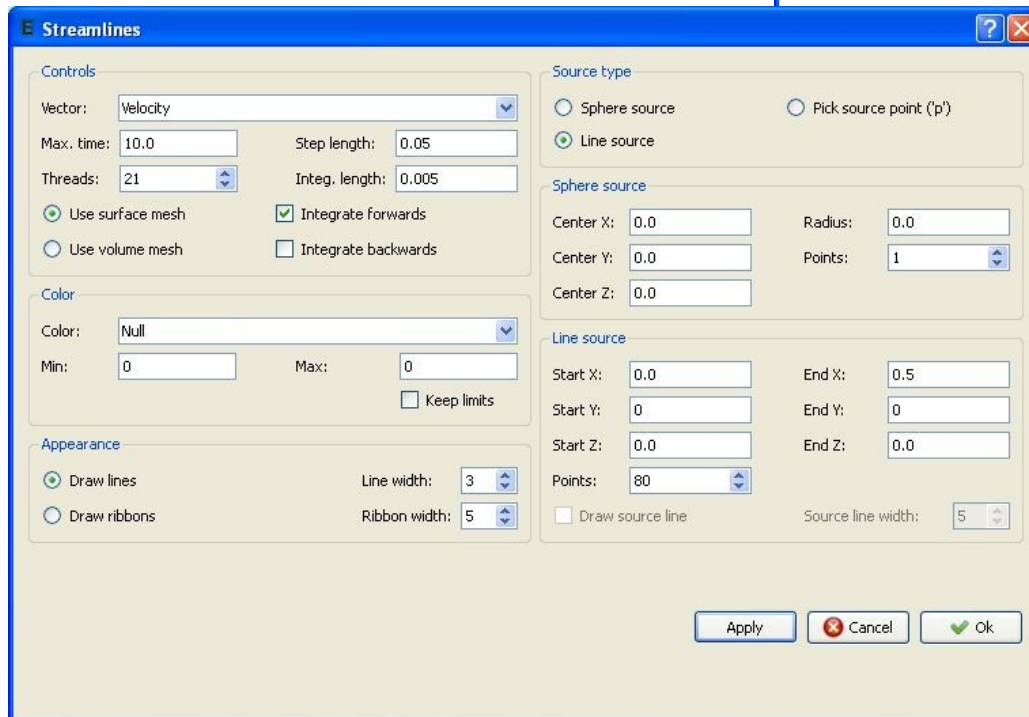 E Streamlines
Controls
Vector: Velocity
Max. time: 10.0 Step length: 0.05
Threads: 21 Integ. length: 0.005
Use surface mesh Integrate forwards
Use volume mesh Integrate backwards
Color
Color: Null
Min: 0 Max: 0
Keep limits
Appearance
Draw lines Line width: 3
Draw ribbons Ribbon width: 5
Source type
Sphere source Pick source point ('p')
Line source
Sphere source
Center X: 0.0 Radius: 0.0
Center Y: 0.0 Points: 1
Center Z: 0.0
Line source
Start X: 0.0 End X: 0.5
Start Y: 0 End Y: 0
Start Z: 0.0 End Z: 0.0
Points: 80
Draw source line Source line width: 5
Apply Cancel Ok